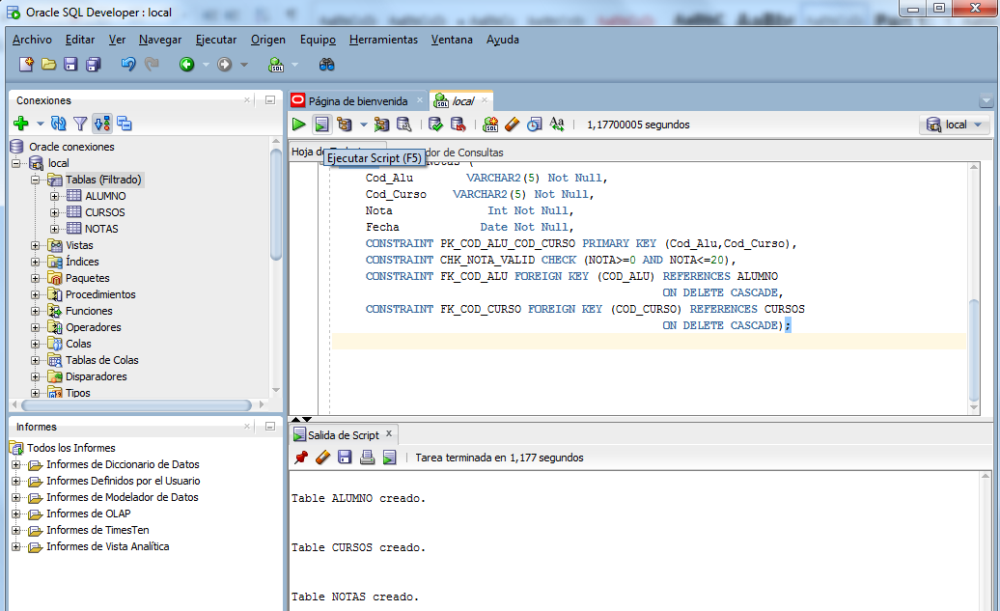 Oracle SQL Developer : local
Archivo Editar Ver Navegar Ejecutar Origen Equipo Herramientas Ventana Ayuda
Conexiones
Oracle conexiones
local
Tablas (Filtrado)
ALUMNO
CURSOS
NOTAS
Vistas
Índices
Paquetes
Procedimientos
Funciones
Operadores
Colas
Tablas de Colas
Disparadores
Tipos
Informes
Todos los Informes
Informes de Diccionario de Datos
Informes Definidos por el Usuario
Informes de Modelador de Datos
Informes de OLAP
Informes de TimesTen
Informes de Vista Analítica
Página de bienvenida
local
1,17700005 segundos
local
Hoja de
Ejecutar Script (F5)
dor de Consultas
Cod_Alu VARCHAR2(5) Not Null,
Cod_Curso VARCHAR2(5) Not Null,
Nota Int Not Null,
Fecha Date Not Null,
CONSTRAINT PK_COD_ALU_COD_CURSO PRIMARY KEY (Cod_Alu,Cod_Curso),
CONSTRAINT CHK_NOTA_VALID CHECK (NOTA>=0 AND NOTA<=20),
CONSTRAINT FK_COD_ALU FOREIGN KEY (COD_ALU) REFERENCES ALUMNO
ON DELETE CASCADE,
CONSTRAINT FK_COD_CURSO FOREIGN KEY (COD_CURSO) REFERENCES CURSOS
ON DELETE CASCADE);
Salida de Script
Tarea terminada en 1,177 segundos
Table ALUMNO creado.
Table CURSOS creado.
Table NOTAS creado.